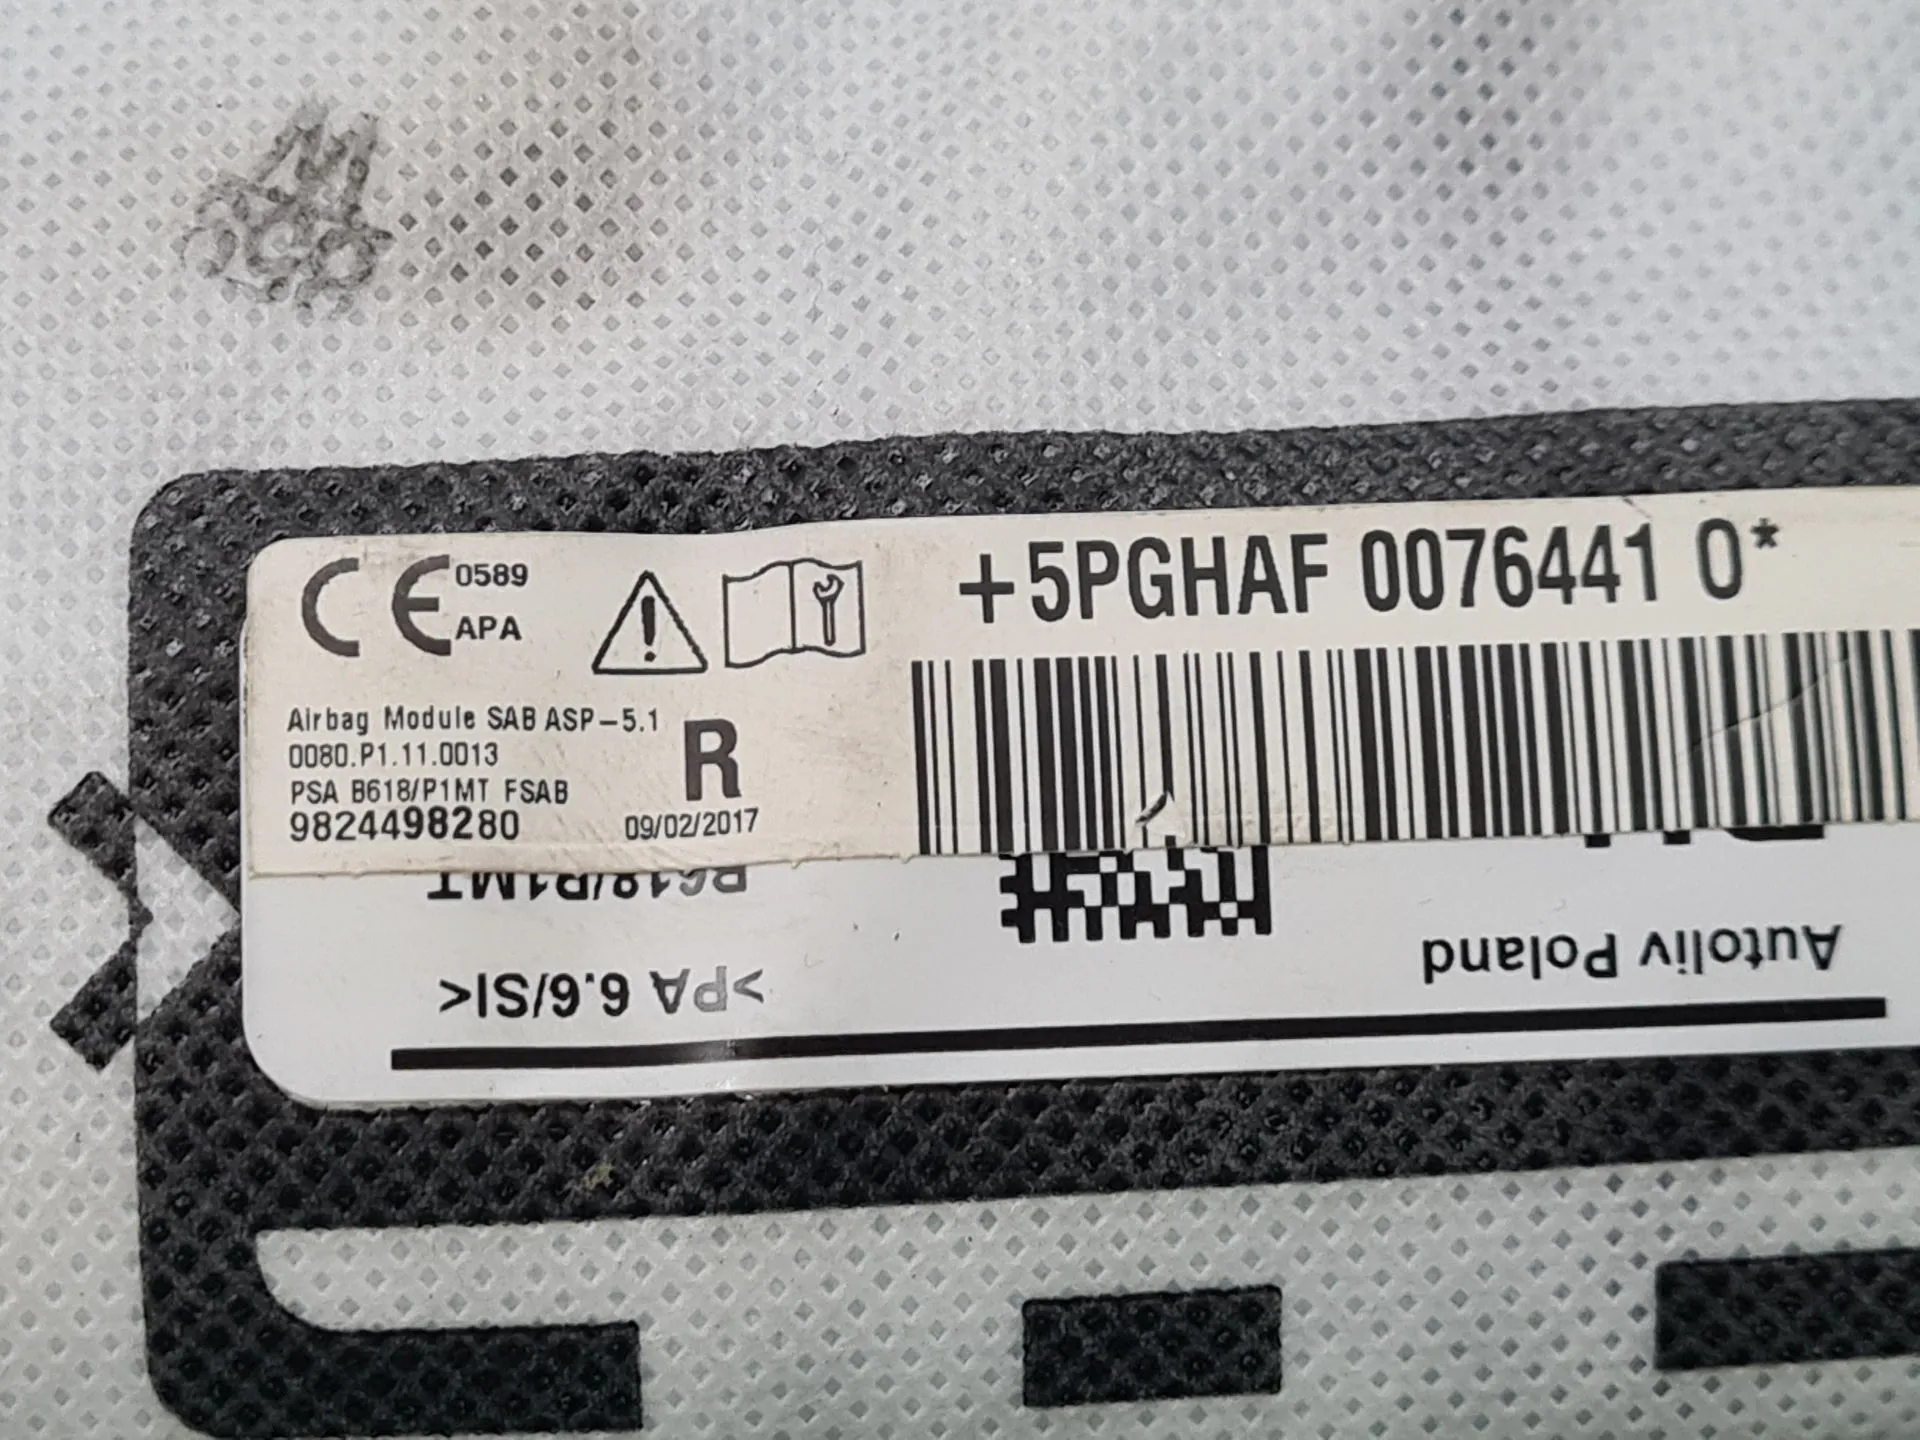 CE 0589
APA
+5PGHAF 0076441 0*
Airbag Module SAB ASP-5.1
0080.P1.11.0013
R
PSA B618/P1MT FSAB
9824498280
09/02/2017
B618/P1MT
Autoliv Poland
>PA 6.6/SI<